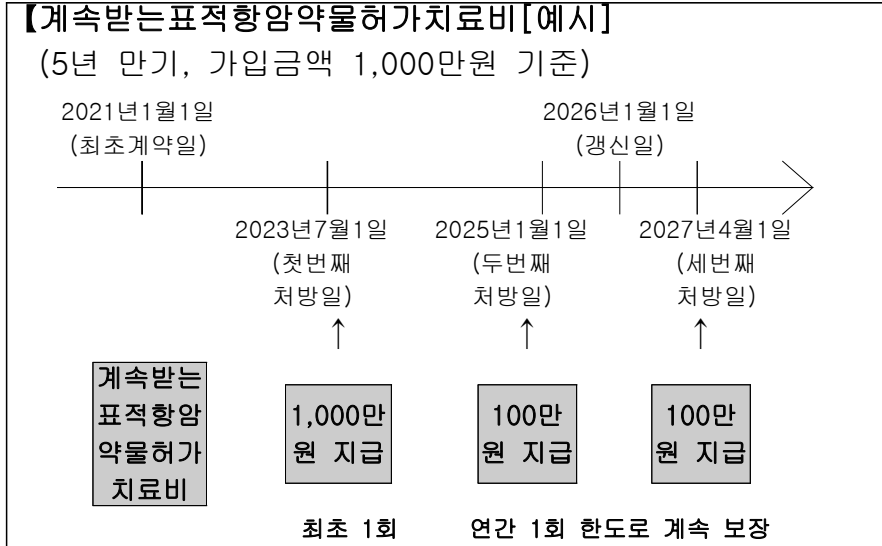 【계속받는표적항암약물허가치료비[예시]
(5년 만기, 가입금액 1,000만원 기준)
2021년1월1일
(최초계약일)
2026년1월1일
(갱신일)
2023년7월1일
(첫번째
처방일)
2025년1월1일
(두번째
처방일)
2027년4월1일
(세번째
처방일)
계속받는
표적항암
약물허가
치료비
1,000만
원 지급
100만
원 지급
100만
원 지급
최초 1회
연간 1회 한도로 계속 보장